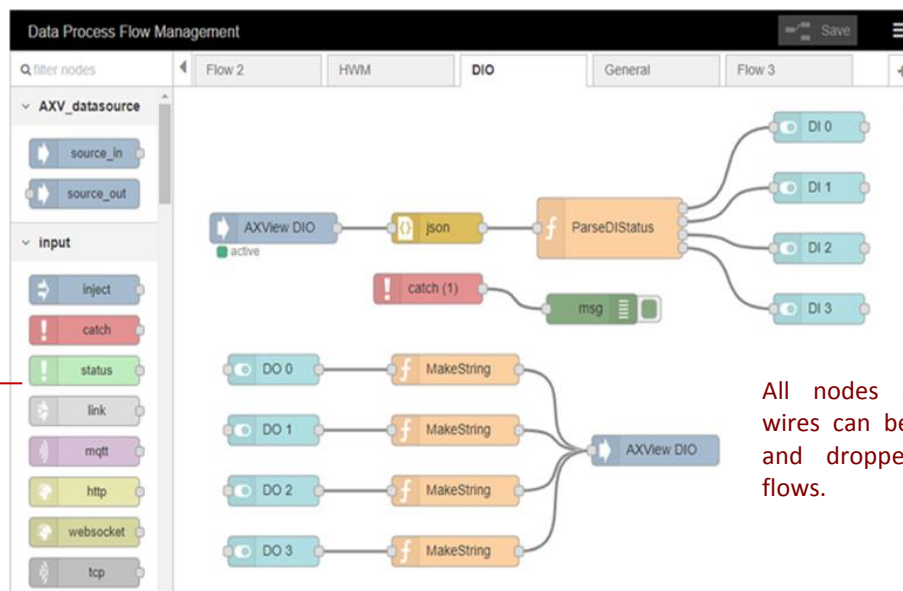 Data Process Flow Management
Save
filter nodes
Flow 2
HWM
DIO
General
Flow 3
AXV_datasource
source_in
source_out
input
inject
catch
status
link
mqtt
http
websocket
tcp
DI 0
DI 1
AXView DIO
json
ParseDIStatus
active
DI 2
catch (1)
msg
DI 3
DO 0
MakeString
DO 1
MakeString
AXView DIO
DO 2
MakeString
DO 3
MakeString
All nodes
wires can be
and droppe
flows.